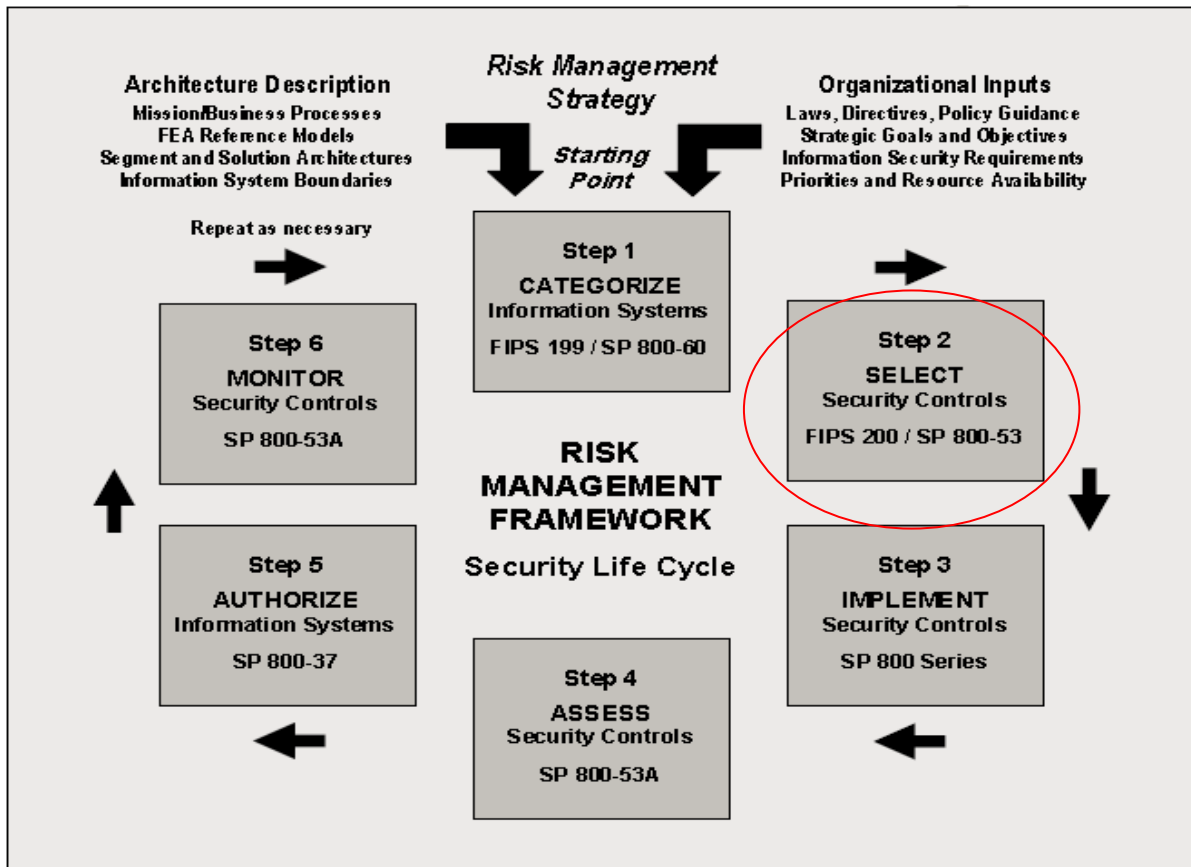 Risk Management
Strategy
Starting
Point
Architecture Description
Mission/Business Processes
FEA Reference Models
Segment and Solution Architectures
Information System Boundaries
Organizational Inputs
Laws, Directives, Policy Guidance
Strategic Goals and Objectives
Information Security Requirements
Priorities and Resource Availability
Repeat as necessary
Step 1
CATEGORIZE
Information Systems
FIPS 199 / SP 800-60
Step 2
SELECT
Security Controls
FIPS 200 / SP 800-53
Step 3
IMPLEMENT
Security Controls
SP 800 Series
Step 4
ASSESS
Security Controls
SP 800-53A
Step 5
AUTHORIZE
Information Systems
SP 800-37
Step 6
MONITOR
Security Controls
SP 800-53A
RISK
MANAGEMENT
FRAMEWORK
Security Life Cycle